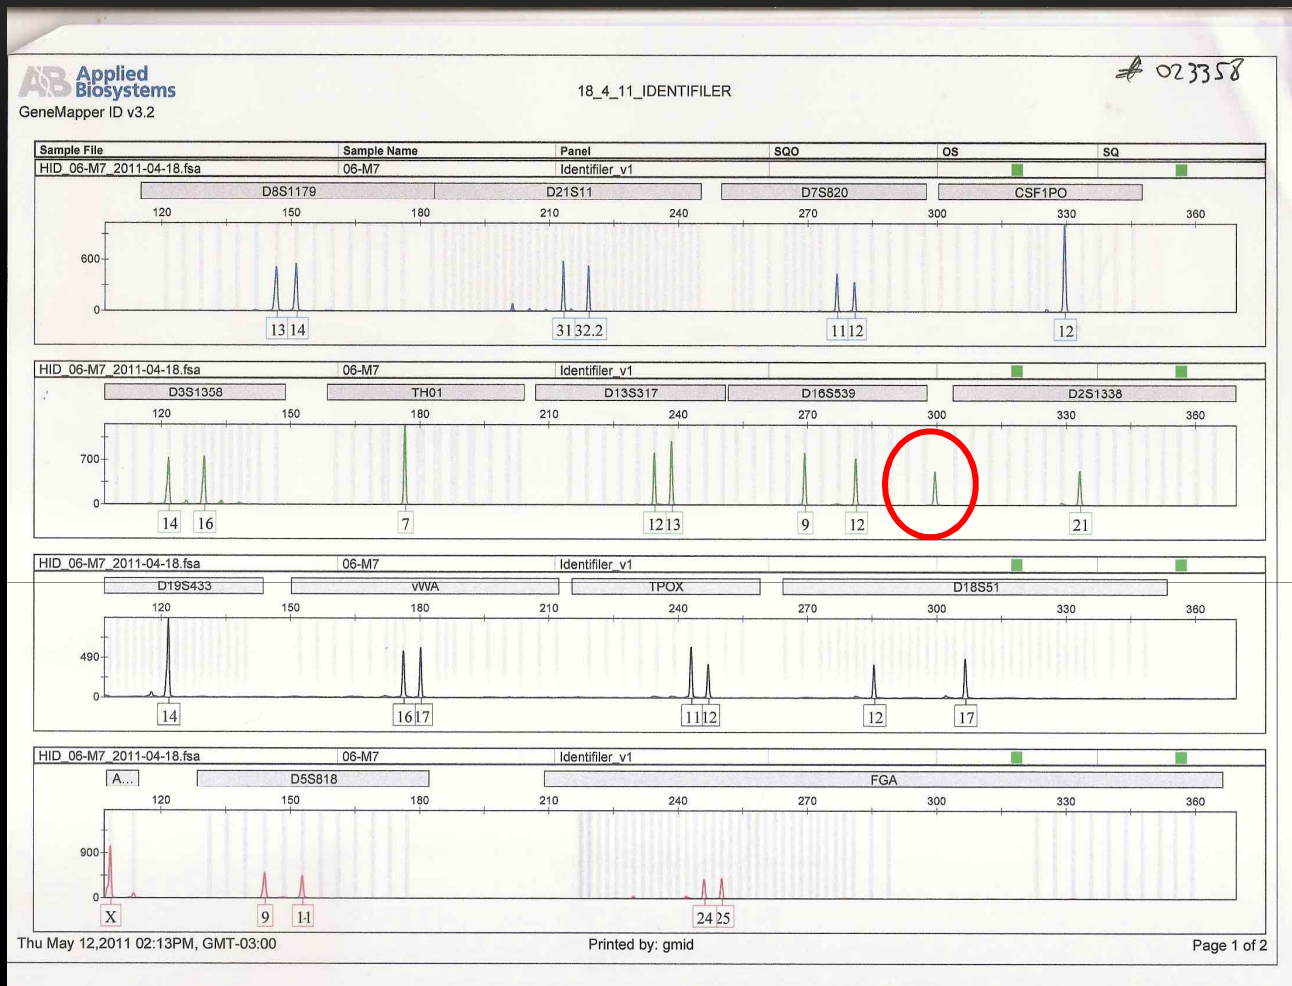 # 023358
AB Applied Biosystems
GeneMapper ID v3.2
18_4_11_IDENTIFILER
Sample File Sample Name Panel SQO OS SQ
HID_06-M7_2011-04-18.fsa 06-M7 Identifiler_v1
D8S1179 D21S11 D7S820 CSF1PO
120 150 180 210 240 270 300 330 360
600
0
13 14 31 32.2 11 12 12
HID_06-M7_2011-04-18.fsa 06-M7 Identifiler_v1
D3S1358 TH01 D13S317 D16S539 D2S1338
120 150 180 210 240 270 300 330 360
700
0
14 16 7 12 13 9 12 21
HID_06-M7_2011-04-18.fsa 06-M7 Identifiler_v1
D19S433 vWA TPOX D18S51
120 150 180 210 240 270 300 330 360
490
0
14 16 17 11 12 12 17
HID_06-M7_2011-04-18.fsa 06-M7 Identifiler_v1
A... D5S818 FGA
120 150 180 210 240 270 300 330 360
900
0
X 9 11 24 25
Thu May 12,2011 02:13PM, GMT-03:00 Printed by: gmid Page 1 of 2